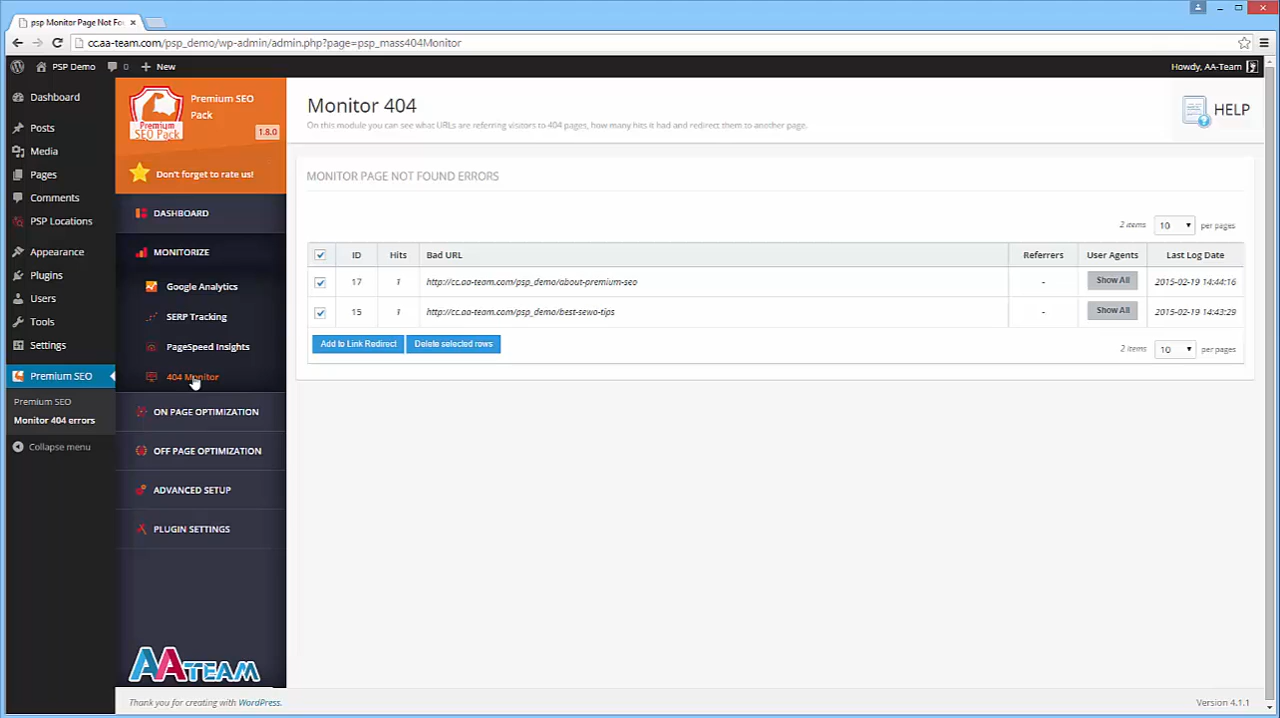 psp Monitor Page Not Fo
cc.aa-team.com/psp_demo/wp-admin/admin.php?page=psp_mass404Monitor
PSP Demo
0
New
Howdy, AA-Team
Dashboard
Posts
Media
Pages
Comments
PSP Locations
Appearance
Plugins
Users
Tools
Settings
Premium SEO
Premium SEO
Monitor 404 errors
Collapse menu
Premium
SEO Pack
Premium SEO
Pack
1.8.0
Don't forget to rate us!
DASHBOARD
MONITORIZE
Google Analytics
SERP Tracking
PageSpeed Insights
404 Monitor
ON PAGE OPTIMIZATION
OFF PAGE OPTIMIZATION
ADVANCED SETUP
PLUGIN SETTINGS
AATEAM
Monitor 404
On this module you can see what URLs are referring visitors to 404 pages, how many hits it had and redirect them to another page.
HELP
MONITOR PAGE NOT FOUND ERRORS
2 items 10 per pages
ID Hits Bad URL Referrers User Agents Last Log Date
17 1 http://cc.aa-team.com/psp_demo/about-premium-seo - Show All 2015-02-19 14:44:16
15 1 http://cc.aa-team.com/psp_demo/best-sewo-tips - Show All 2015-02-19 14:43:29
Add to Link Redirect Delete selected rows
2 items 10 per pages
Thank you for creating with WordPress.
Version 4.1.1